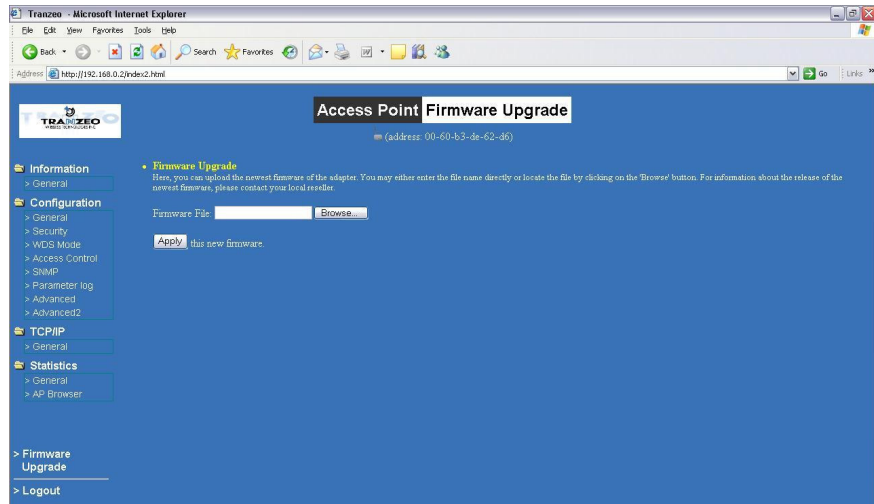 Tranzeo - Microsoft Internet Explorer
File Edit View Favorites Tools Help
Back Search Favorites
Address http://192.168.0.2/index2.html Go Links »
TRANZEO
Access Point Firmware Upgrade
(address: 00-60-b3-de-62-d6)
Information
> General
Configuration
> General
> Security
> WDS Mode
> Access Control
> SNMP
> Parameter log
> Advanced
> Advanced2
TCP/IP
> General
Statistics
> General
> AP Browser
> Firmware
Upgrade
> Logout
• Firmware Upgrade
Here, you can upload the newest firmware of the adapter. You may either enter the file name directly or locate the file by clicking on the 'Browse' button. For information about the release of the
newest firmware, please contact your local reseller.
Firmware File: Browse...
Apply this new firmware.